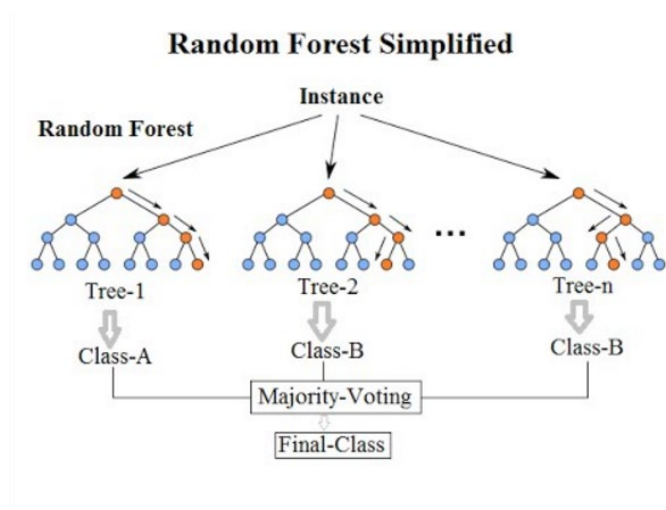 Random Forest Simplified
Instance
Random Forest
...
Tree-1
Tree-2
Tree-n
Class-A
Class-B
Class-B
Majority-Voting
Final-Class